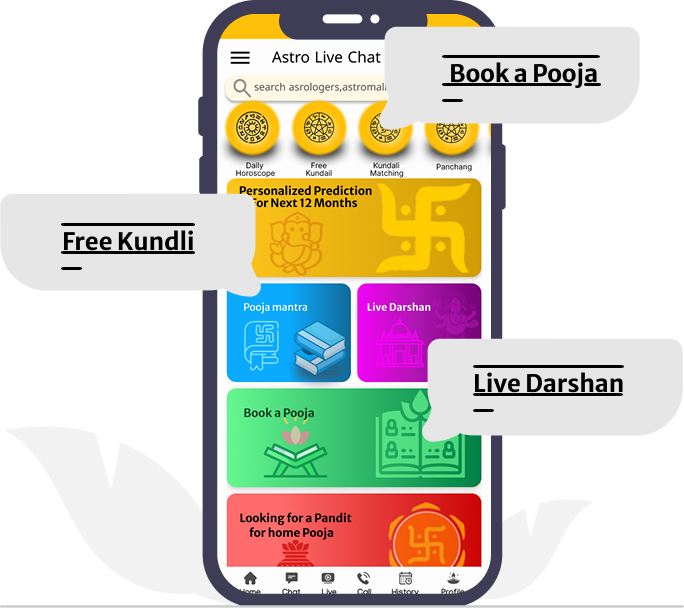 Astro Live Chat
Book a Pooja
search asrologers,astromal
Daily
Horoscope
Free
Kundail
Kundali
Matching
Panchang
Personalized Prediction
For Next 12 Months
Free Kundli
Pooja mantra
Live Darshan
Live Darshan
Book a Pooja
Looking for a Pandit
for home Pooja
Home
Chat
Live
Call
History
Profile